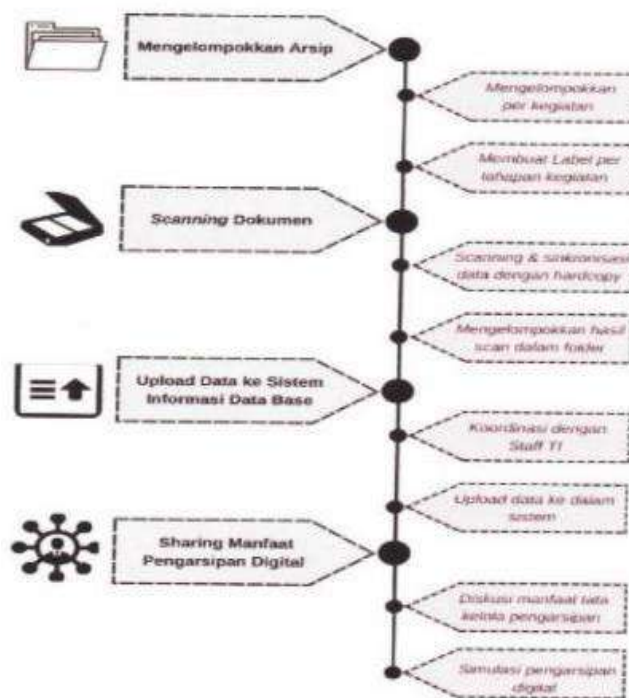 Mengelompokkan Arsip
Mengelompokkan
per kegiatan
Membuat Label per
tahapan kegiatan
Scanning Dokumen
Scanning & sinkronisasi
data dengan hardcopy
Mengelompokkan hasil
scan dalam folder
Upload Data ke Sistem
Informasi Data Base
Koordinasi dengan
Staff TI
Upload data ke dalam
sistem
Sharing Manfaat
Pengarsipan Digital
Diskusi manfaat tata
kelola pengarsipan
Simulasi pengarsipan
digital